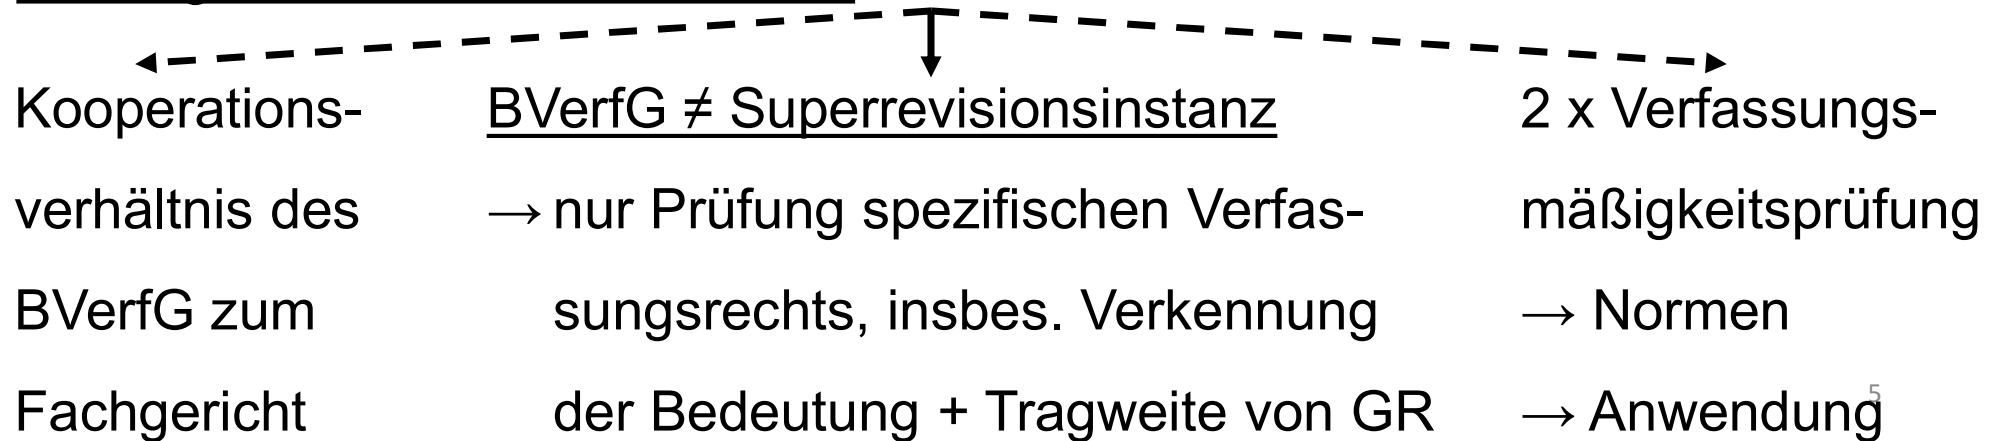 Kooperations-
verhältnis des
BVerfG zum
Fachgericht
BVerfG ≠ Superrevisionsinstanz
→ nur Prüfung spezifischen Verfas-
sungsrechts, insbes. Verkennung
der Bedeutung + Tragweite von GR
2 x Verfassungs-
mäßigkeitsprüfung
→ Normen
→ Anwendung
5